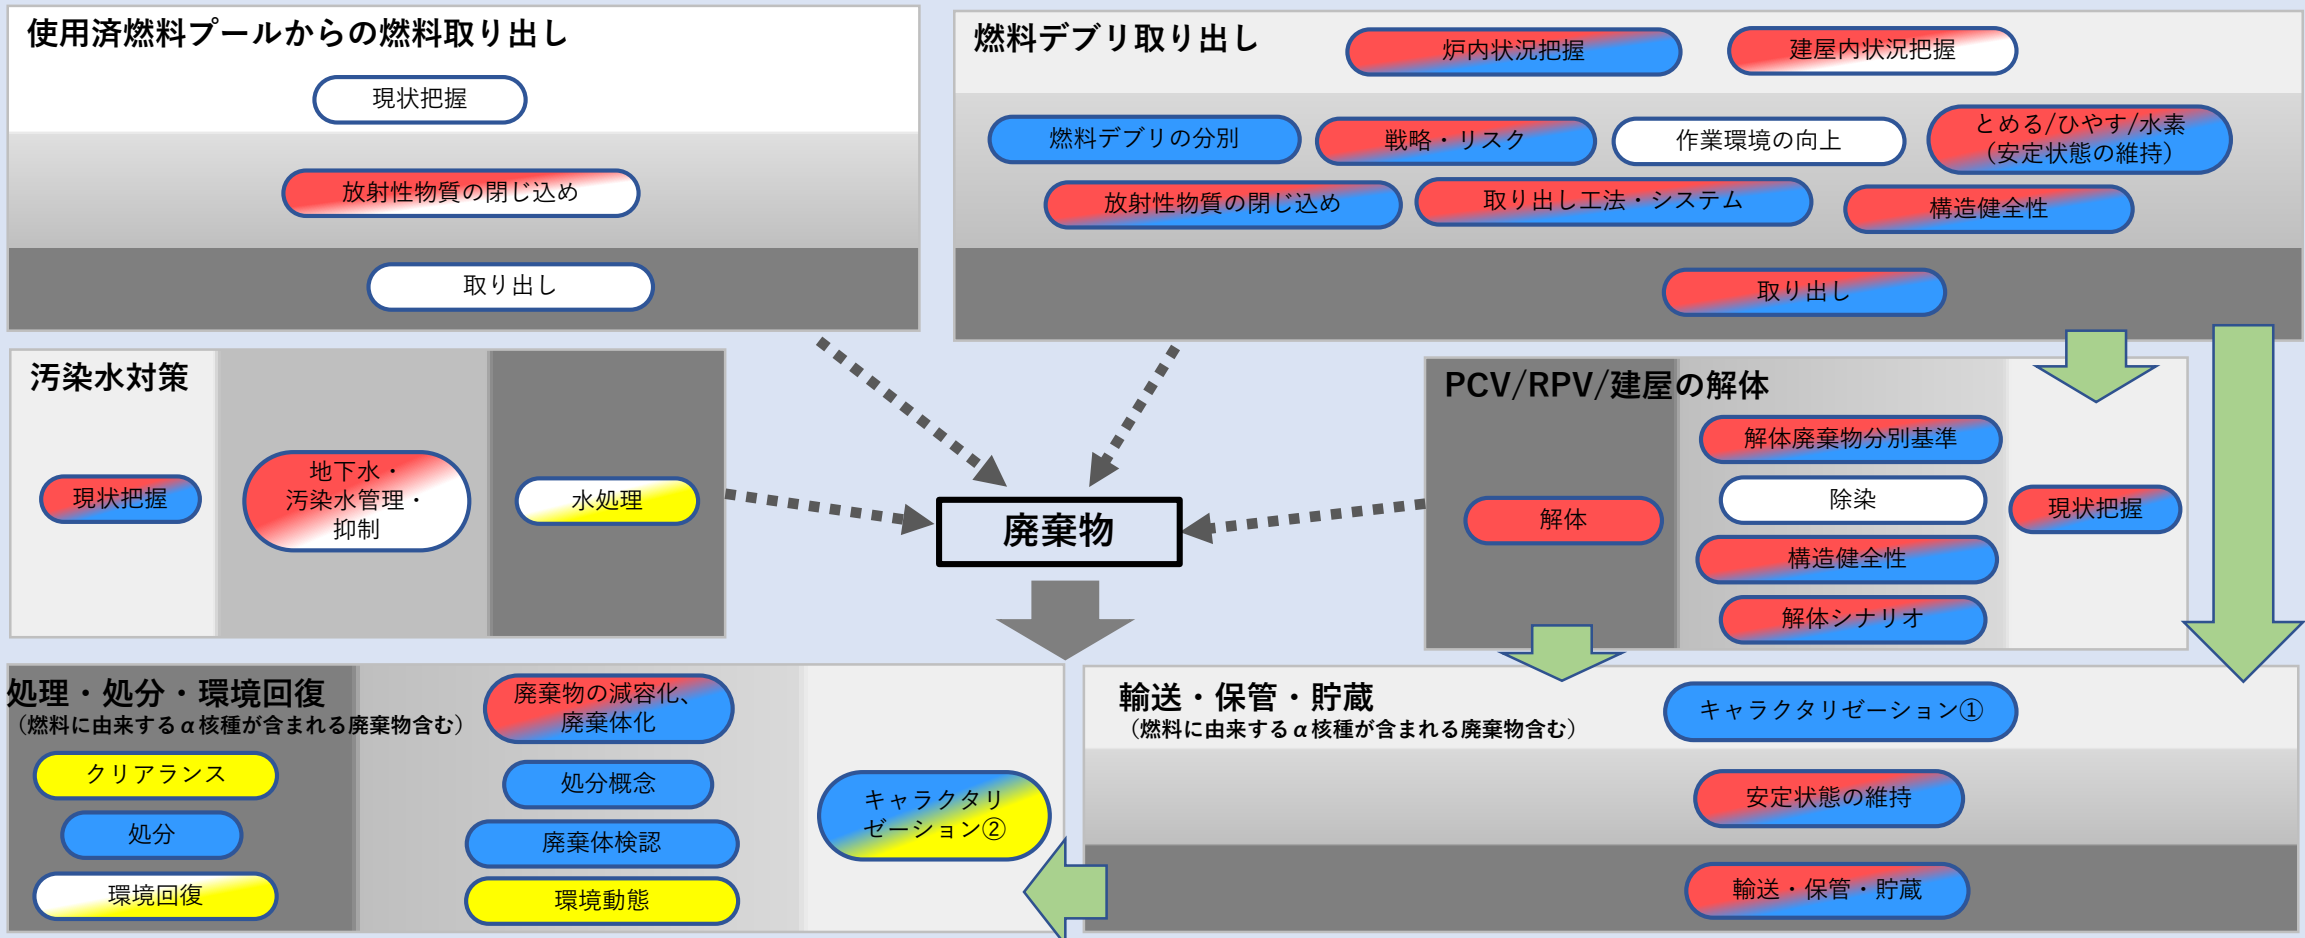 使用済燃料プールからの燃料取り出し
現状把握
放射性物質の閉じ込め
取り出し
燃料デブリ取り出し
炉内状況把握
建屋内状況把握
燃料デブリの分別
戦略・リスク
作業環境の向上
とめる/ひやす/水素
（安定状態の維持）
放射性物質の閉じ込め
取り出し工法・システム
構造健全性
取り出し
汚染水対策
現状把握
地下水・
汚染水管理・
抑制
水処理
廃棄物
PCV/RPV/建屋の解体
解体
解体廃棄物分別基準
除染
構造健全性
解体シナリオ
現状把握
処理・処分・環境回復
（燃料に由来するα核種が含まれる廃棄物含む）
クリアランス
処分
環境回復
廃棄物の減容化、
廃棄体化
処分概念
廃棄体検認
環境動態
キャラクタリ
ゼーション②
輸送・保管・貯蔵
（燃料に由来するα核種が含まれる廃棄物含む）
キャラクタリゼーション①
安定状態の維持
輸送・保管・貯蔵